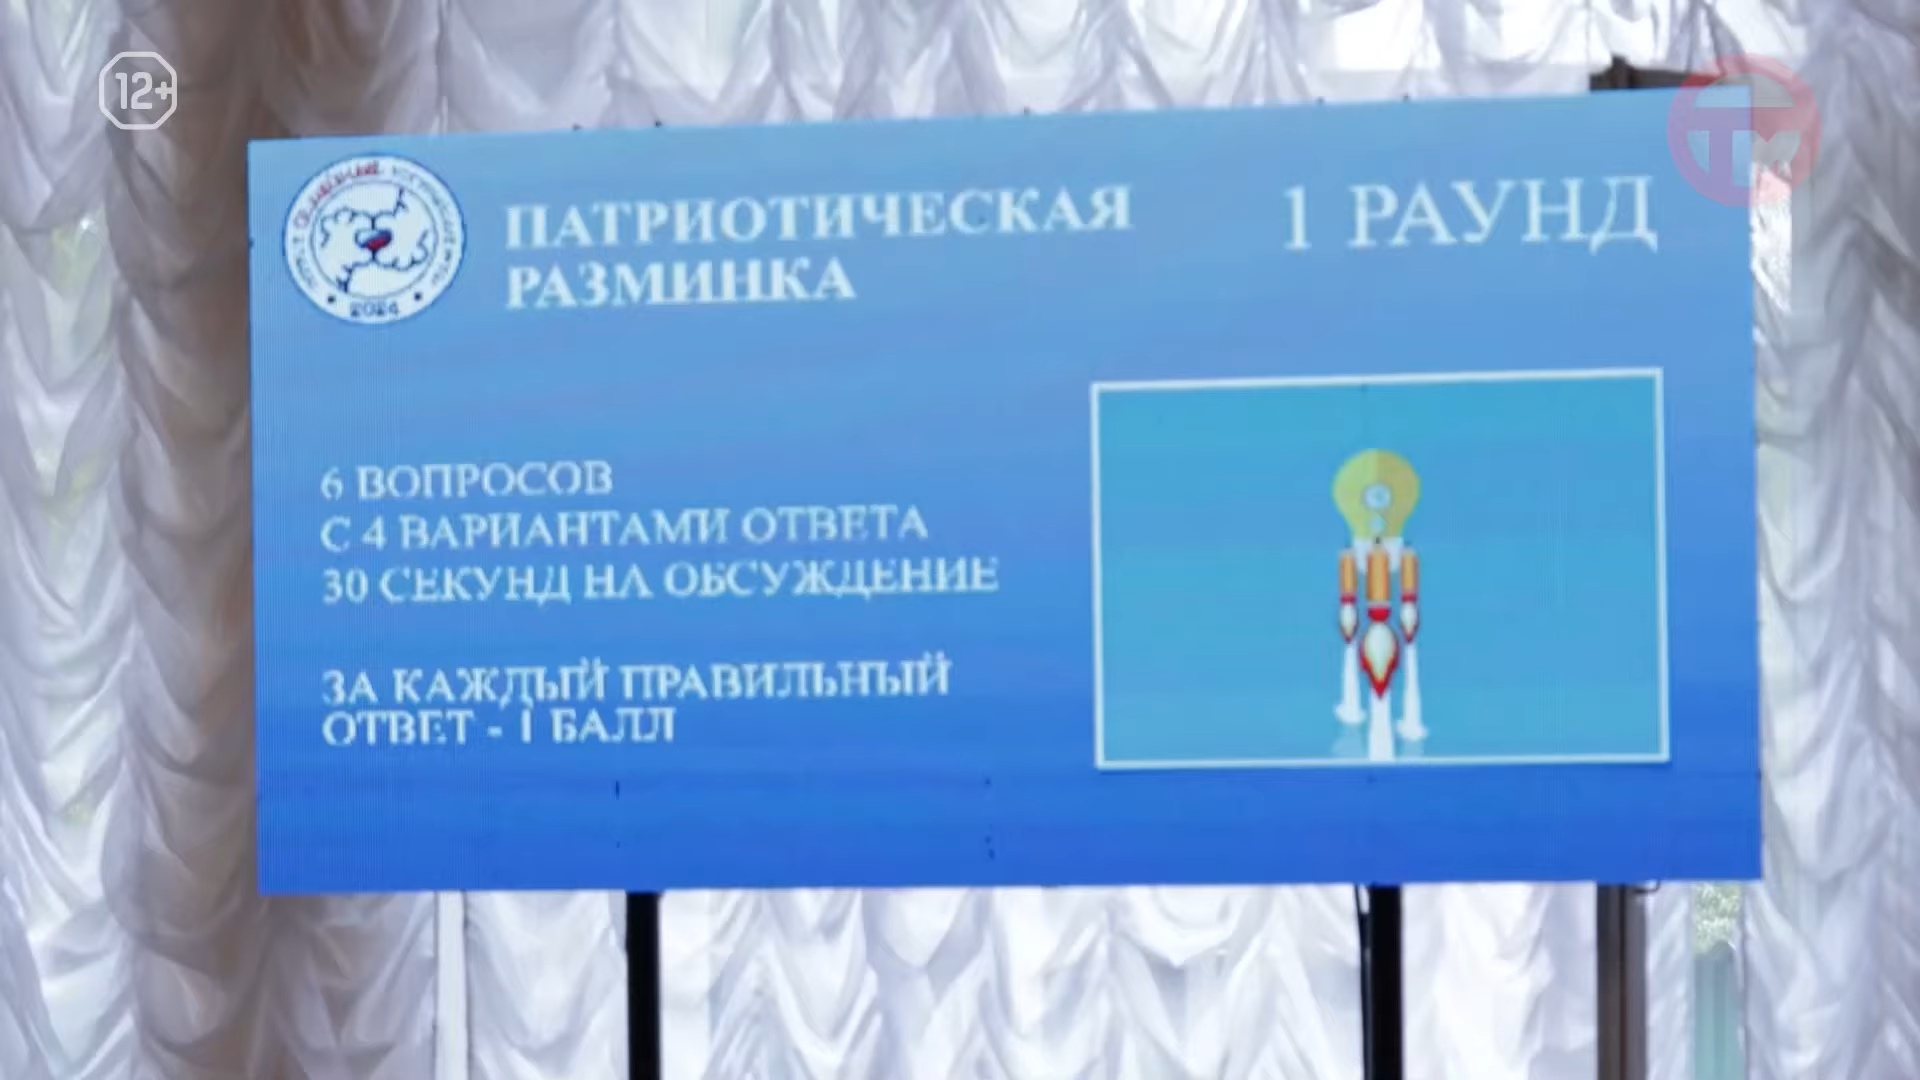 12+
ТМ
ПАТРИОТИЧЕСКАЯ
РАЗМИНКА
1 РАУНД
2024
6 ВОПРОСОВ
С 4 ВАРИАНТАМИ ОТВЕТА
30 СЕКУНД НА ОБСУЖДЕНИЕ
ЗА КАЖДЫЙ ПРАВИЛЬНЫЙ
ОТВЕТ - 1 БАЛЛ